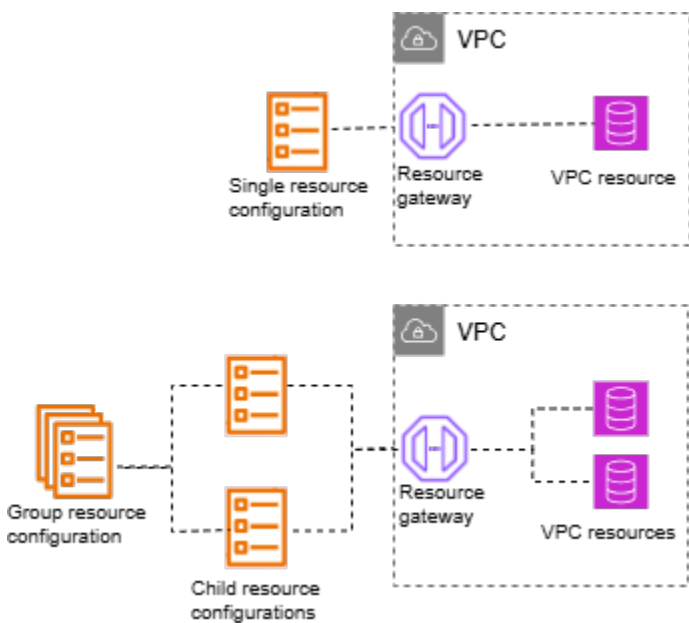 VPC
Single resource
configuration
Resource
gateway
VPC resource
VPC
Group resource
configuration
Child resource
configurations
Resource
gateway
VPC resources